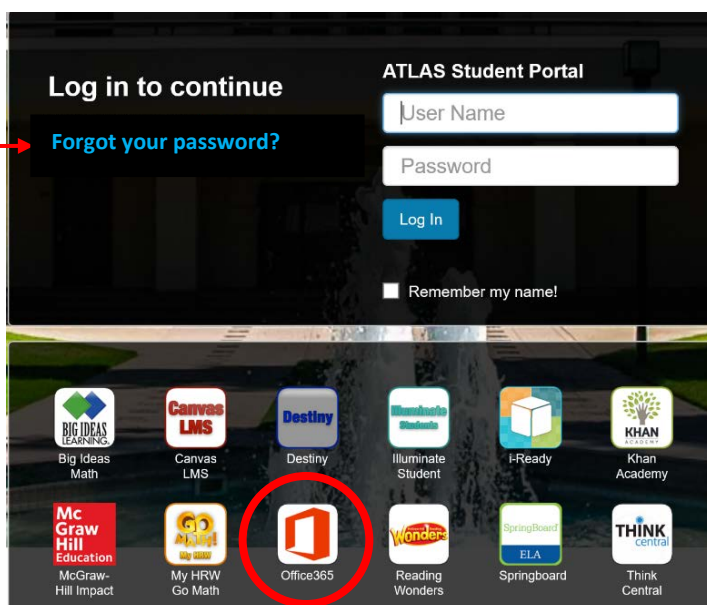 Log in to continue
Forgot your password?
ATLAS Student Portal
User Name
Password
Log In
Remember my name!
BIG IDEAS
LEARNING.
Big Ideas
Math
Canvas
LMS
Canvas
LMS
Destiny
Destiny
Illuminate
Students
Illuminate
Student
i-Ready
KHAN
ACADEMY
Khan
Academy
Mc
Graw
Hill
Education
McGraw-
Hill Impact
GO
Math!
My HRW
My HRW
Go Math
Office365
Wonders
Reading
Wonders
SpringBoard
ELA
Springboard
THINK
central
Think
Central